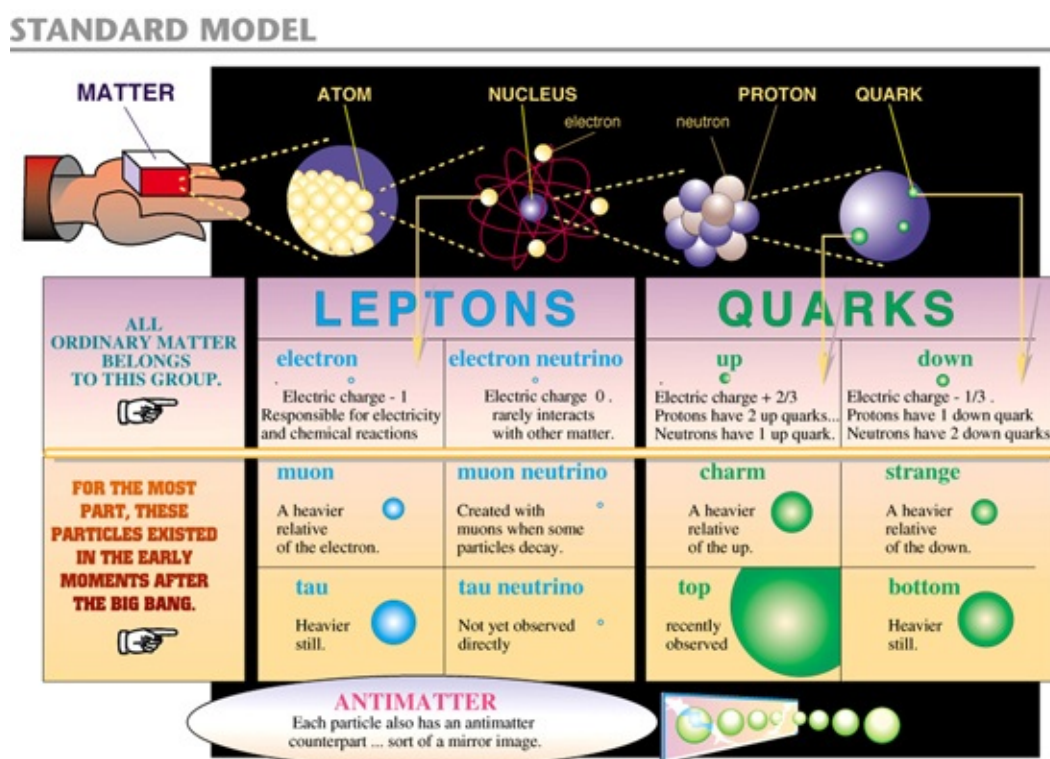 STANDARD MODEL
MATTER
ATOM
NUCLEUS
electron
neutron
PROTON
QUARK
ALL
ORDINARY MATTER
BELONGS
TO THIS GROUP.
LEPTONS
electron
Electric charge - 1
Responsible for electricity
and chemical reactions
electron neutrino
Electric charge 0 .
rarely interacts
with other matter.
QUARKS
up
Electric charge + 2/3
Protons have 2 up quarks...
Neutrons have 1 up quark.
down
Electric charge - 1/3 .
Protons have 1 down quark
Neutrons have 2 down quarks
FOR THE MOST
PART, THESE
PARTICLES EXISTED
IN THE EARLY
MOMENTS AFTER
THE BIG BANG.
muon
A heavier
relative
of the electron.
muon neutrino
Created with
muons when some
particles decay.
charm
A heavier
relative
of the up.
strange
A heavier
relative
of the down.
tau
Heavier
still.
tau neutrino
Not yet observed
directly
top
recently
observed
bottom
Heavier
still.
ANTIMATTER
Each particle also has an antimatter
counterpart ... sort of a mirror image.